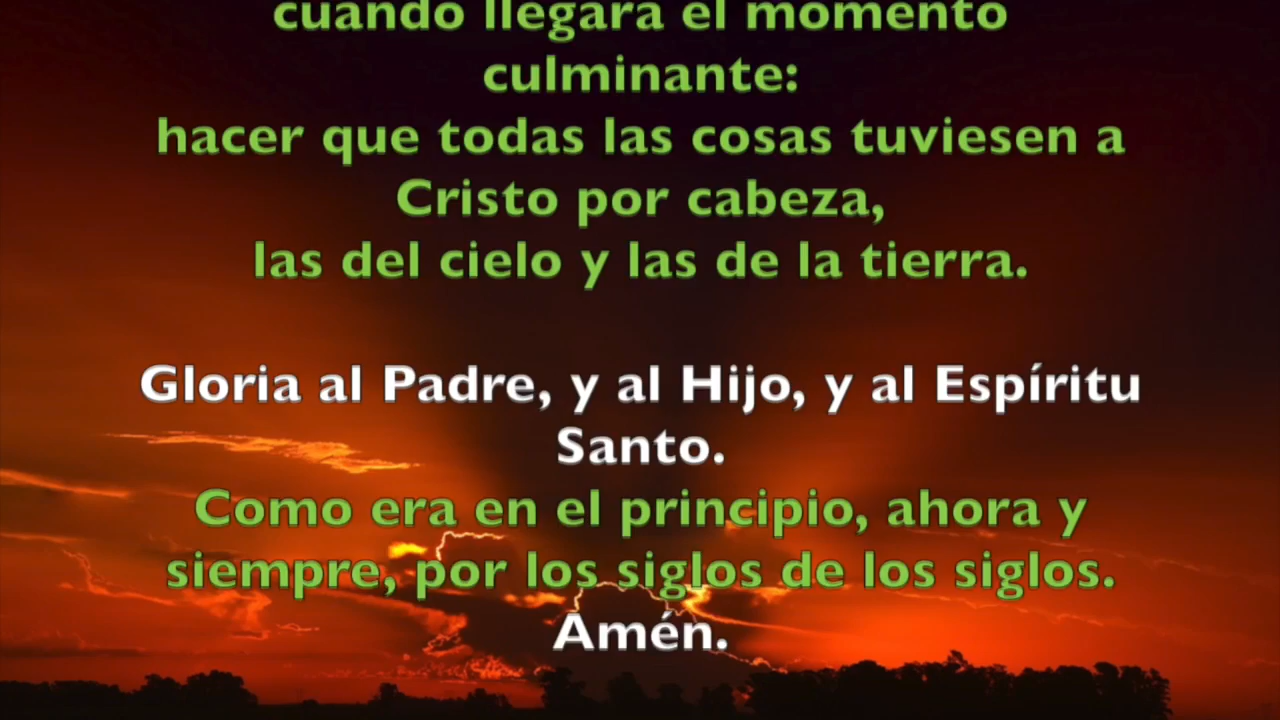 cuando llegara el momento
culminante:
hacer que todas las cosas tuviesen a
Cristo por cabeza,
las del cielo y las de la tierra.
Gloria al Padre, y al Hijo, y al Espíritu
Santo.
Como era en el principio, ahora y
siempre, por los siglos de los siglos.
Amén.